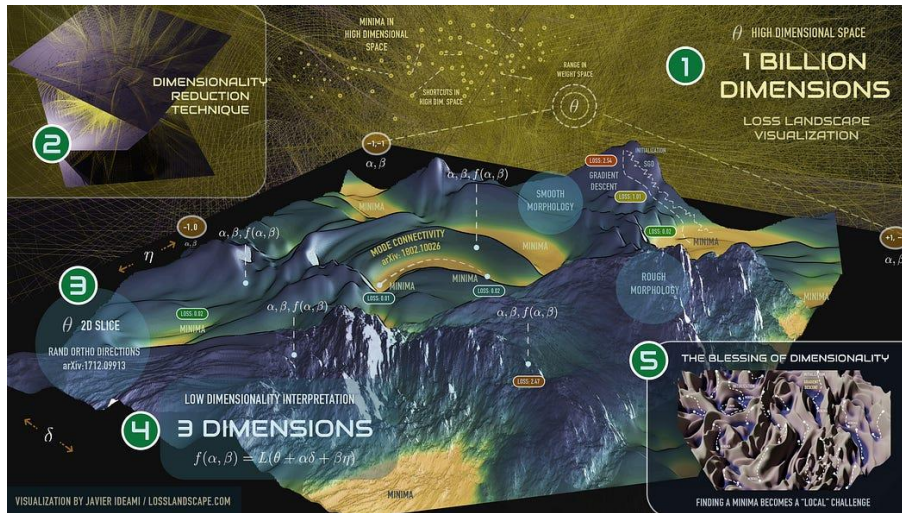 MINIMA IN
HIGH DIMENSIONAL
SPACE
SHORTCUTS IN
HIGH DIM. SPACE
RANGE IN
WEIGHT SPACE
θ
θ HIGH DIMENSIONAL SPACE
1
1 BILLION
DIMENSIONS
LOSS LANDSCAPE
VISUALIZATION
DIMENSIONALITY
REDUCTION
TECHNIQUE
2
-1,-1
α, β
α, β, f(α, β)
SMOOTH
MORPHOLOGY
LOSS: 2.54
INITIALIZATION
SGD
GRADIENT
DESCENT
LOSS: 1.01
LOSS: 0.02
MINIMA
+1, -
α, β
MINIMA
-1,0
α, β
η
α, β, f(α, β)
MODE CONNECTIVITY
arXiv: 1802.10026
MINIMA
MINIMA
MINIMA
LOSS: 0.01
LOSS: 0.02
ROUGH
MORPHOLOGY
MINIMA
3
θ 2D SLICE
RAND ORTHO DIRECTIONS
arXiv:1712.09913
LOSS: 0.02
MINIMA
α, β, f(α, β)
α, β, f(α, β)
LOSS: 2.47
δ
4
LOW DIMENSIONALITY INTERPRETATION
3 DIMENSIONS
f(α, β) = L(θ + αδ + βη)
MINIMA
5
THE BLESSING OF DIMENSIONALITY
FINDING A MINIMA BECOMES A "LOCAL" CHALLENGE
VISUALIZATION BY JAVIER IDEAMI / LOSSLANDSCAPE.COM